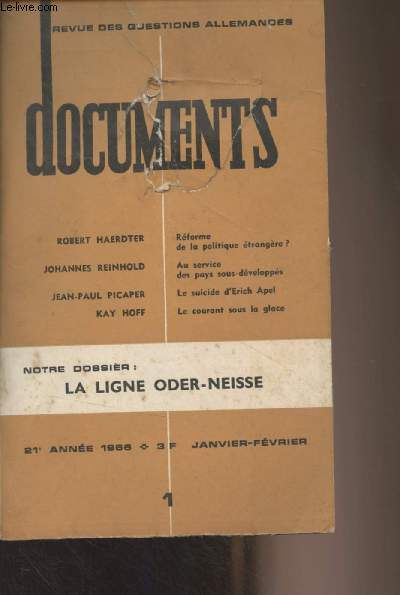 Le-livre.com
REVUE DES QUESTIONS ALLEMANDES
dOCUMENTS
ROBERT HAERDTER Réforme de la politique étrangère ?
JOHANNES REINHOLD Au service des pays sous-développés
JEAN-PAUL PICAPER Le suicide d'Erich Apel
KAY HOFF Le courant sous la glace
NOTRE DOSSIER :
LA LIGNE ODER-NEISSE
21e ANNÉE 1966 3 F JANVIER-FÉVRIER
1